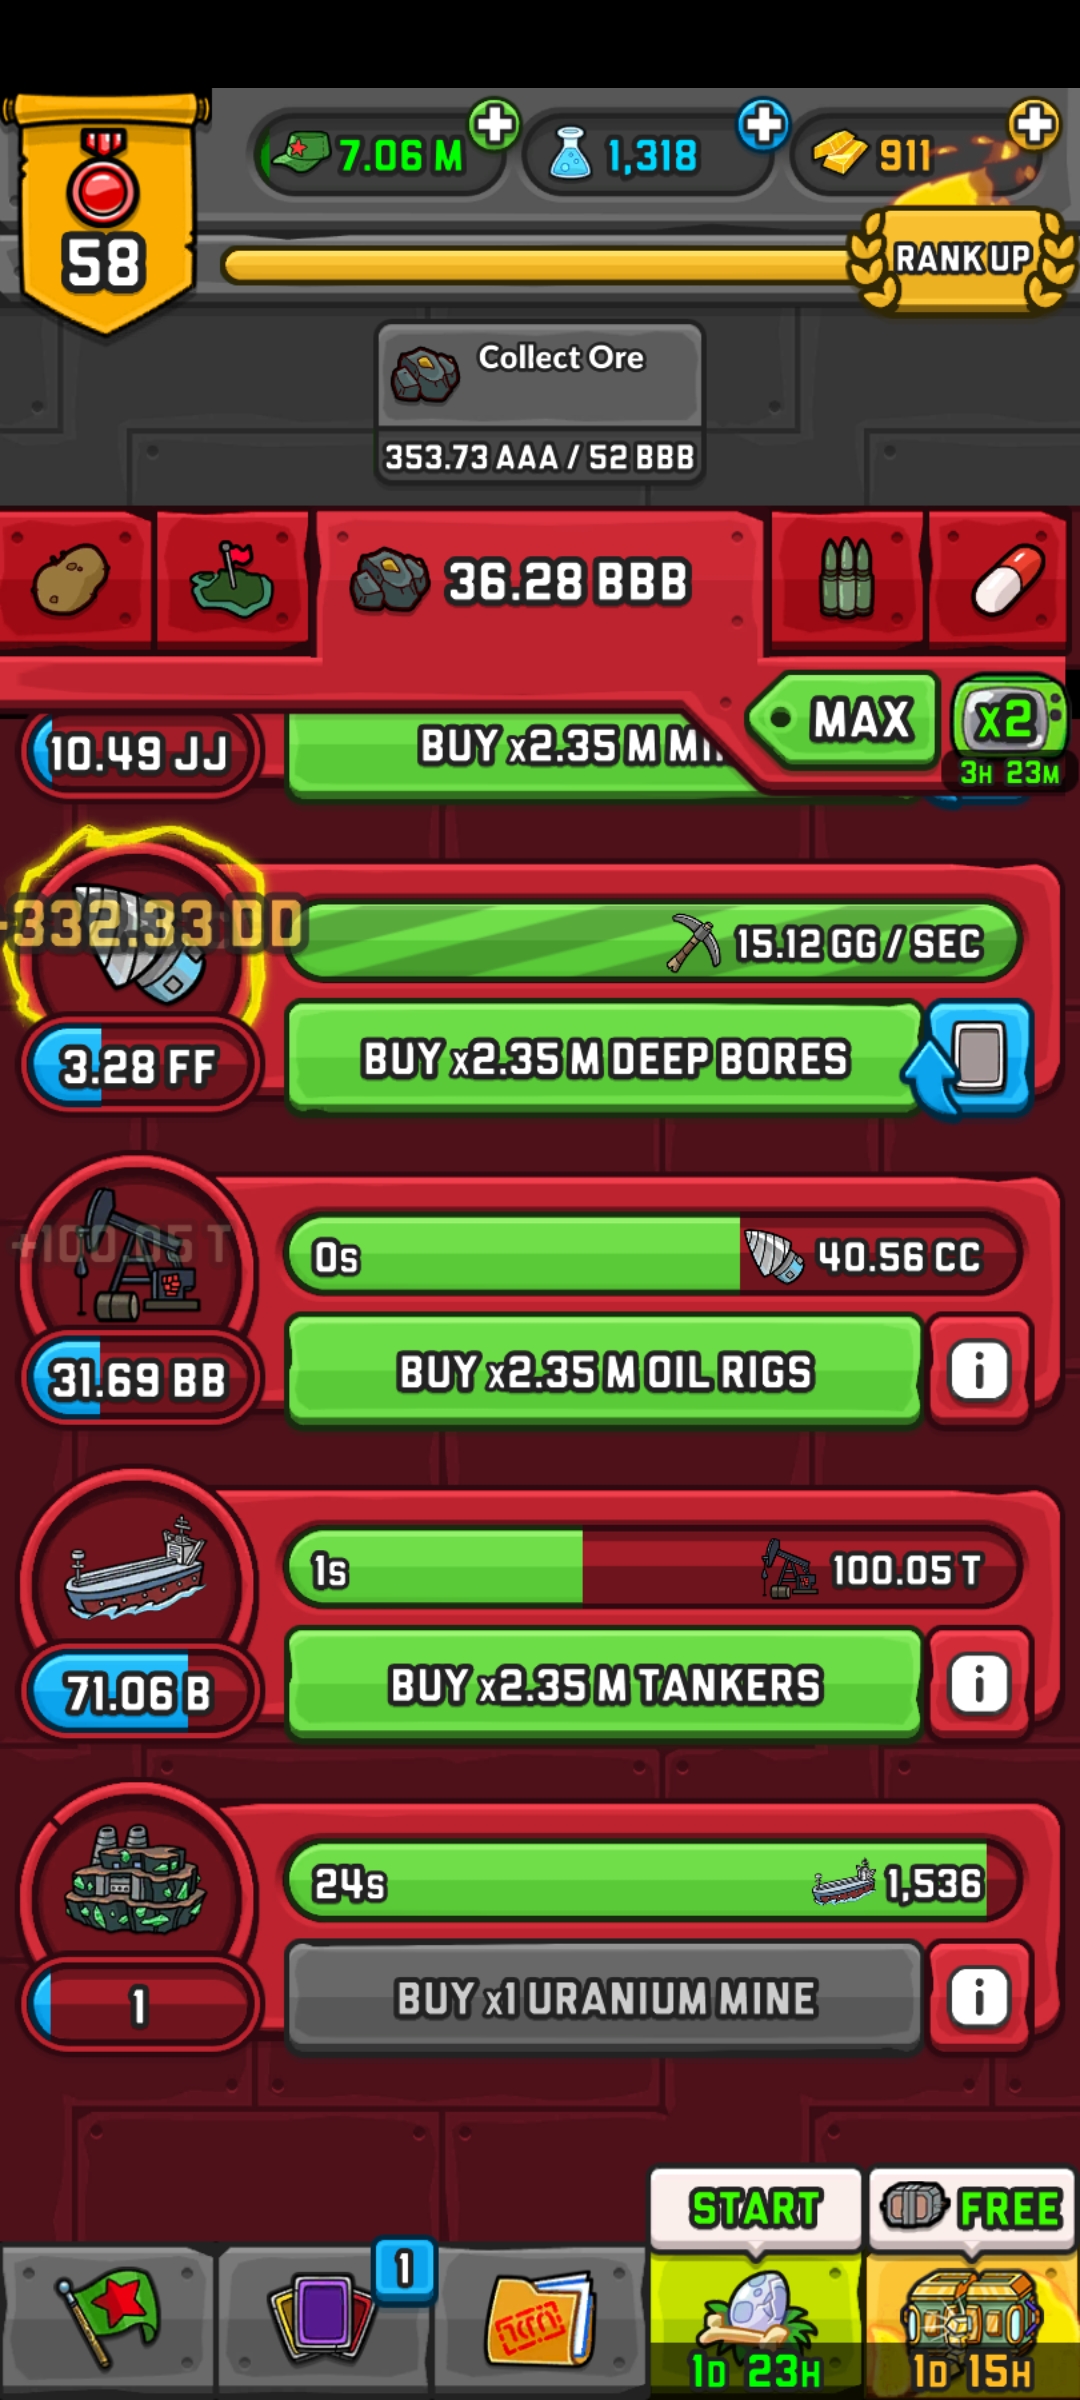 7.06 M
1,318
911
58
RANK UP
Collect Ore
353.73 AAA / 52 BBB
36.28 BBB
MAX
x2
3H 23M
10.49 JJ
BUY x2.35 M
332.33 DD
15.12 GG / SEC
3.28 FF
BUY x2.35 M DEEP BORES
+100.05 T
0s
40.56 CC
31.69 BB
BUY x2.35 M OIL RIGS
i
1s
100.05 T
71.06 B
BUY x2.35 M TANKERS
i
24s
1,536
1
BUY x1 URANIUM MINE
i
START
FREE
1
1D 23H
1D 15H